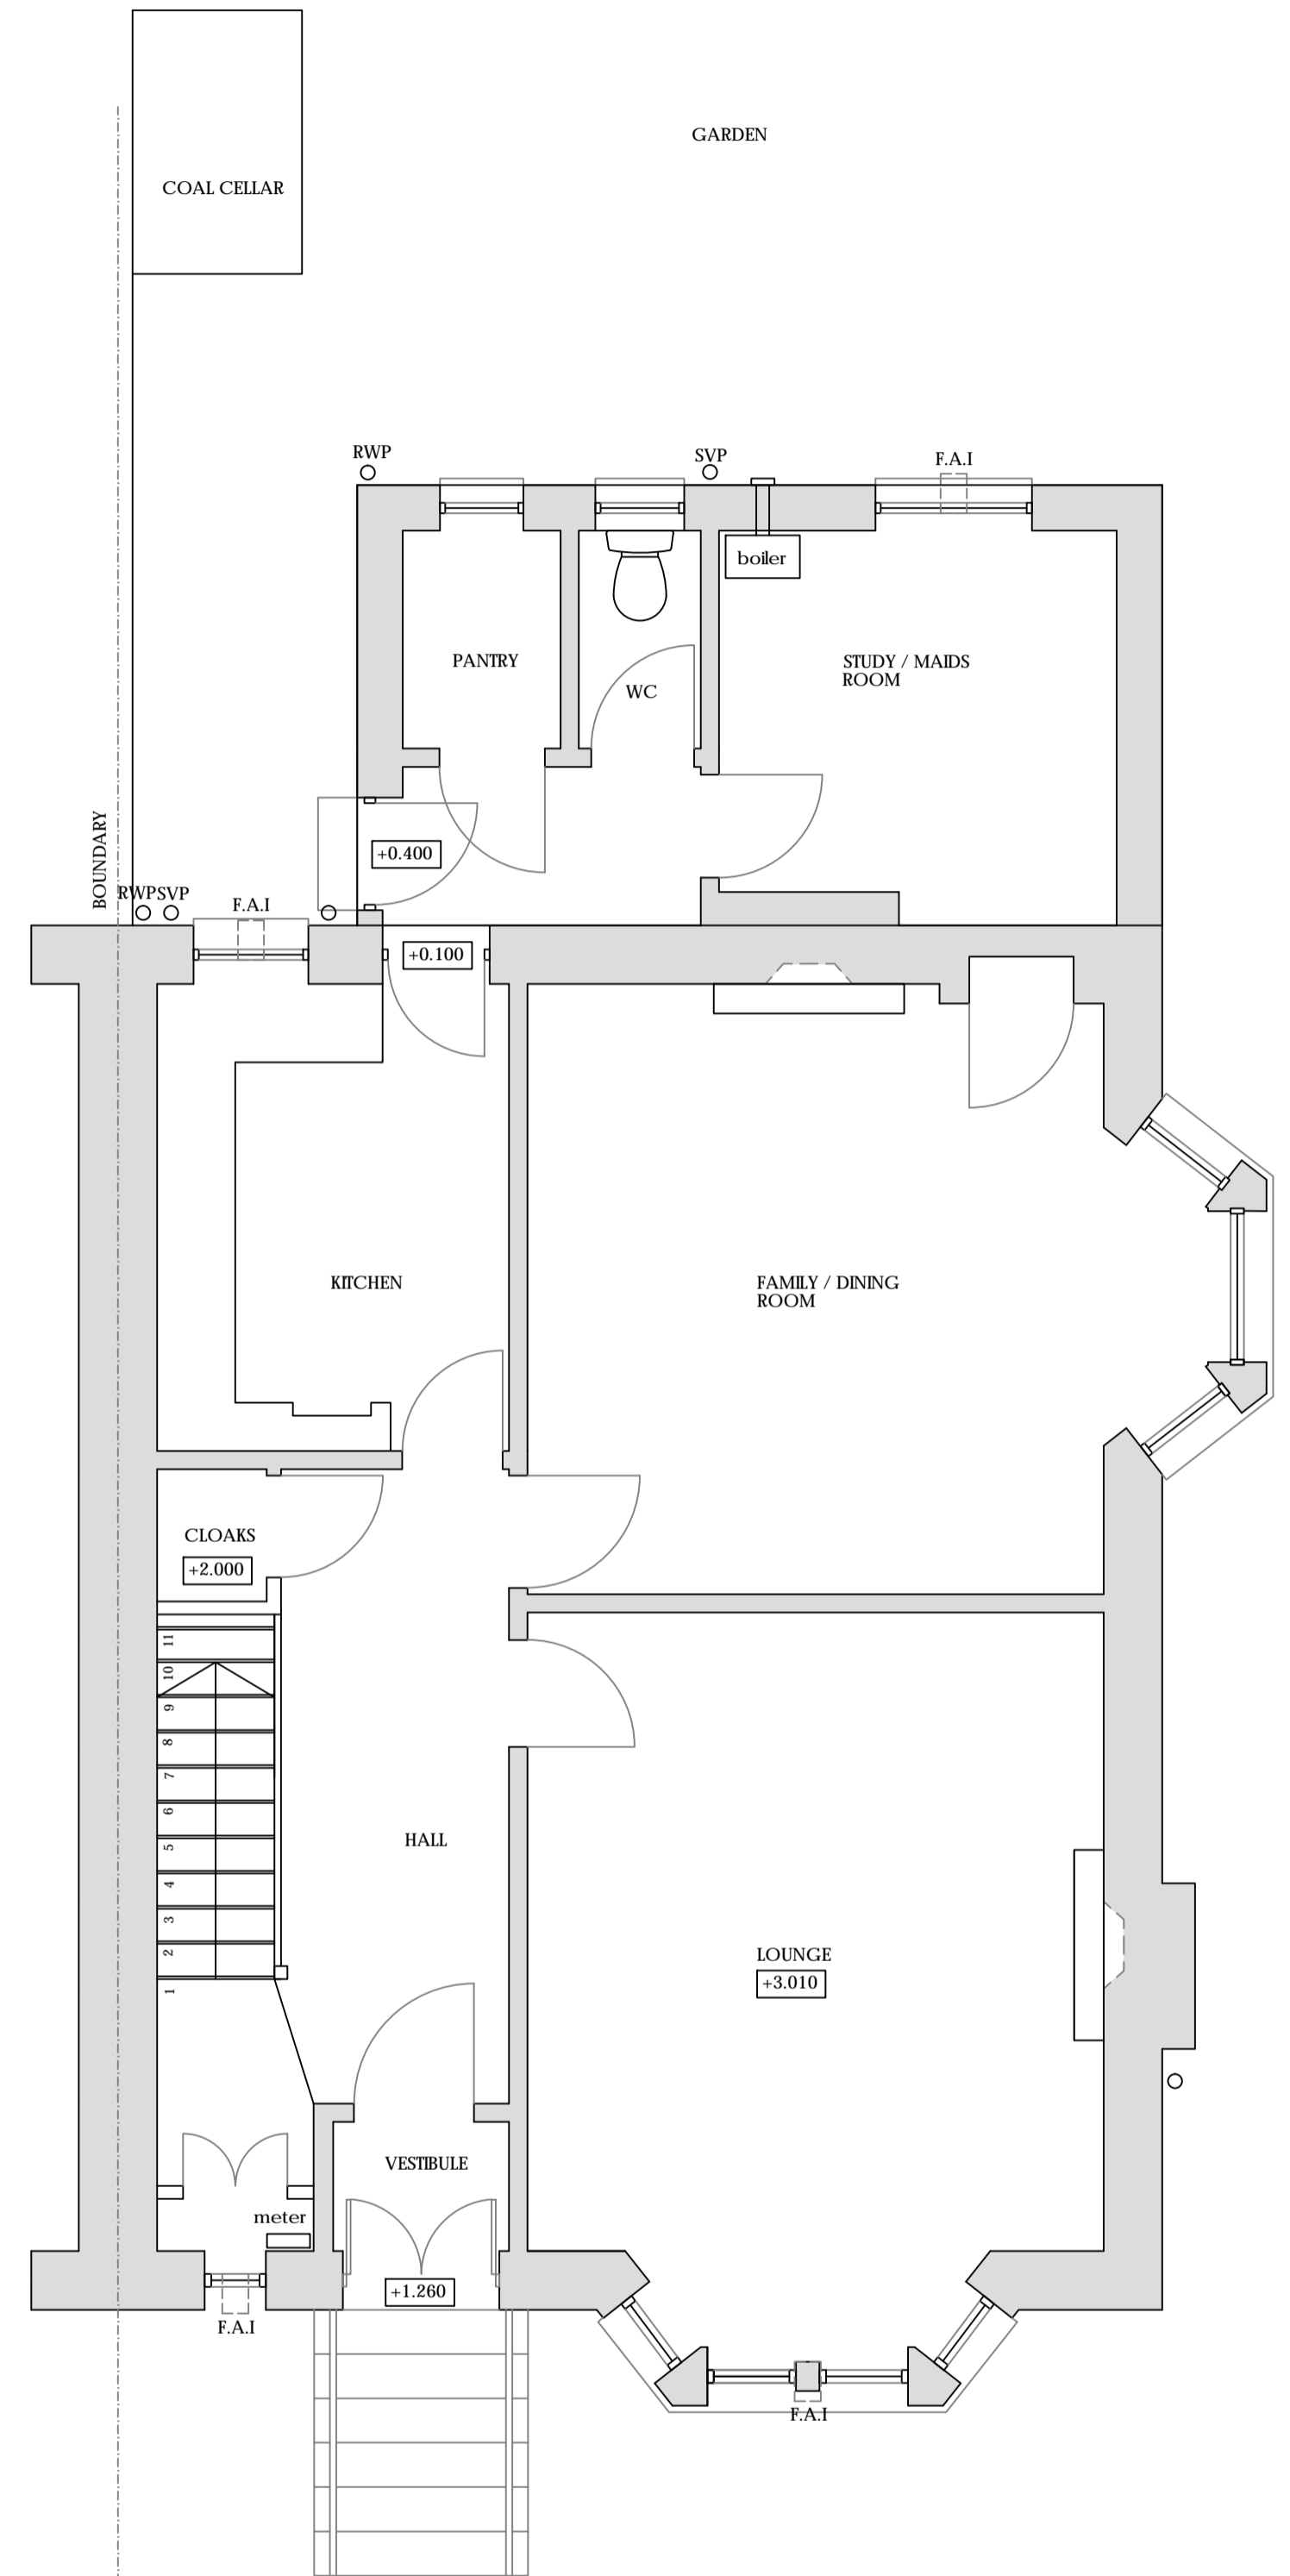 GARDEN
COAL CELLAR
RWP
SVP
F.A.I
boiler
PANTRY
STUDY / MAIDS
ROOM
WC
BOUNDARY
+0.400
RWP
SVP
F.A.I
+0.100
KITCHEN
FAMILY / DINING
ROOM
CLOAKS
+2.000
11
10
9
8
7
6
5
4
3
2
1
HALL
LOUNGE
+3.010
VESTIBULE
meter
+1.260
F.A.I
F.A.I